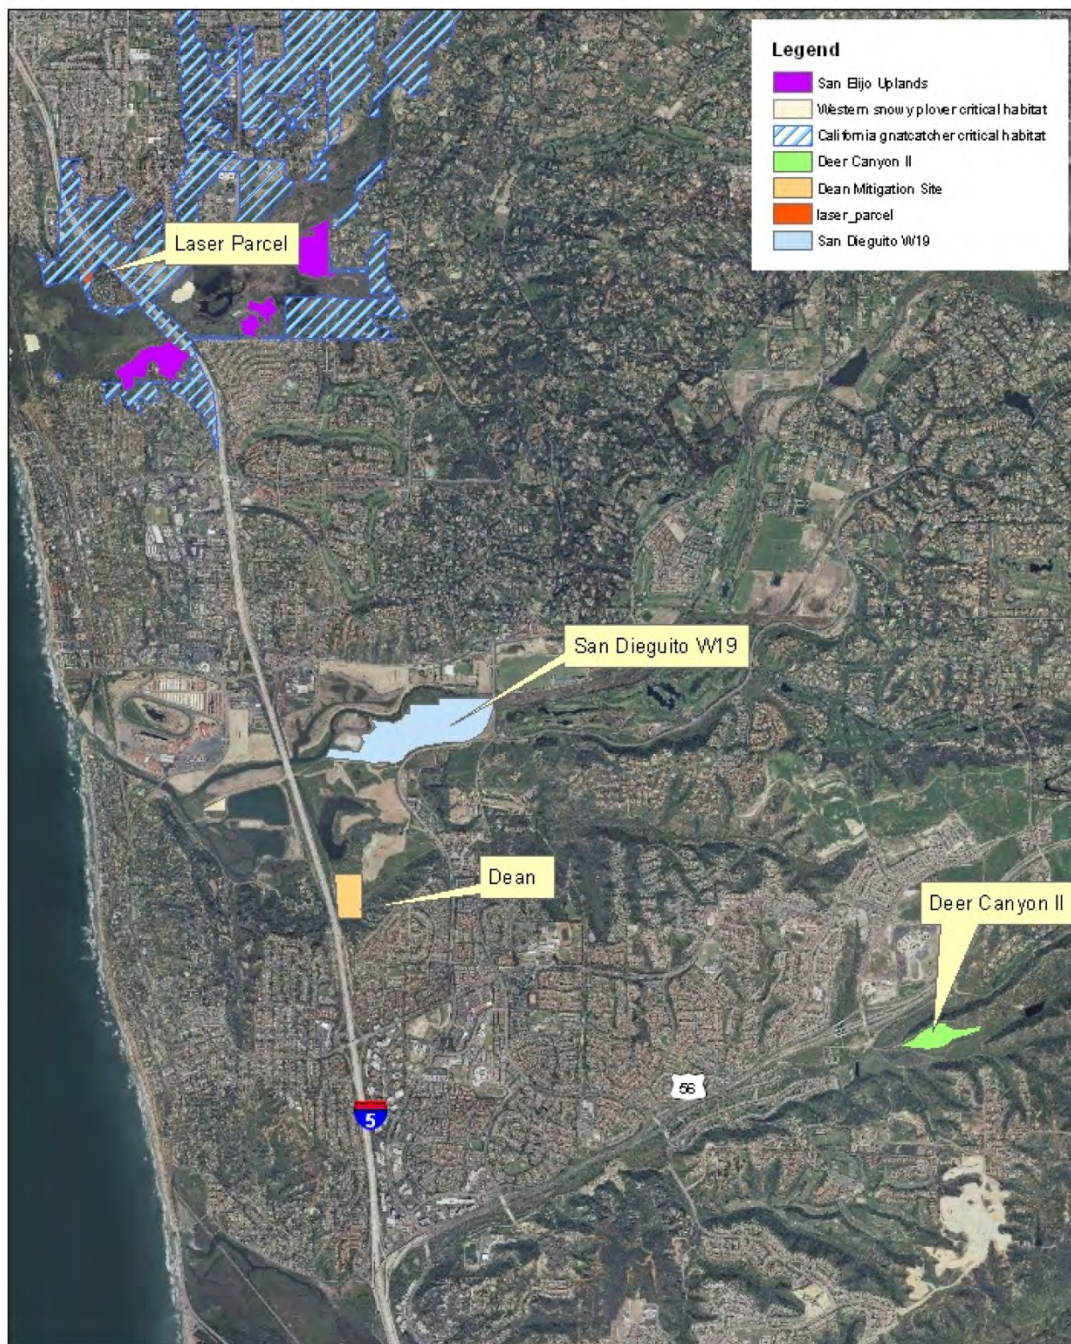 Legend
San Elijo Uplands
Western snowy plover critical habitat
California gnatcatcher critical habitat
Deer Canyon II
Dean Mitigation Site
laser_parcel
San Dieguito W19
Laser Parcel
San Dieguito W19
Dean
Deer Canyon II
56
5